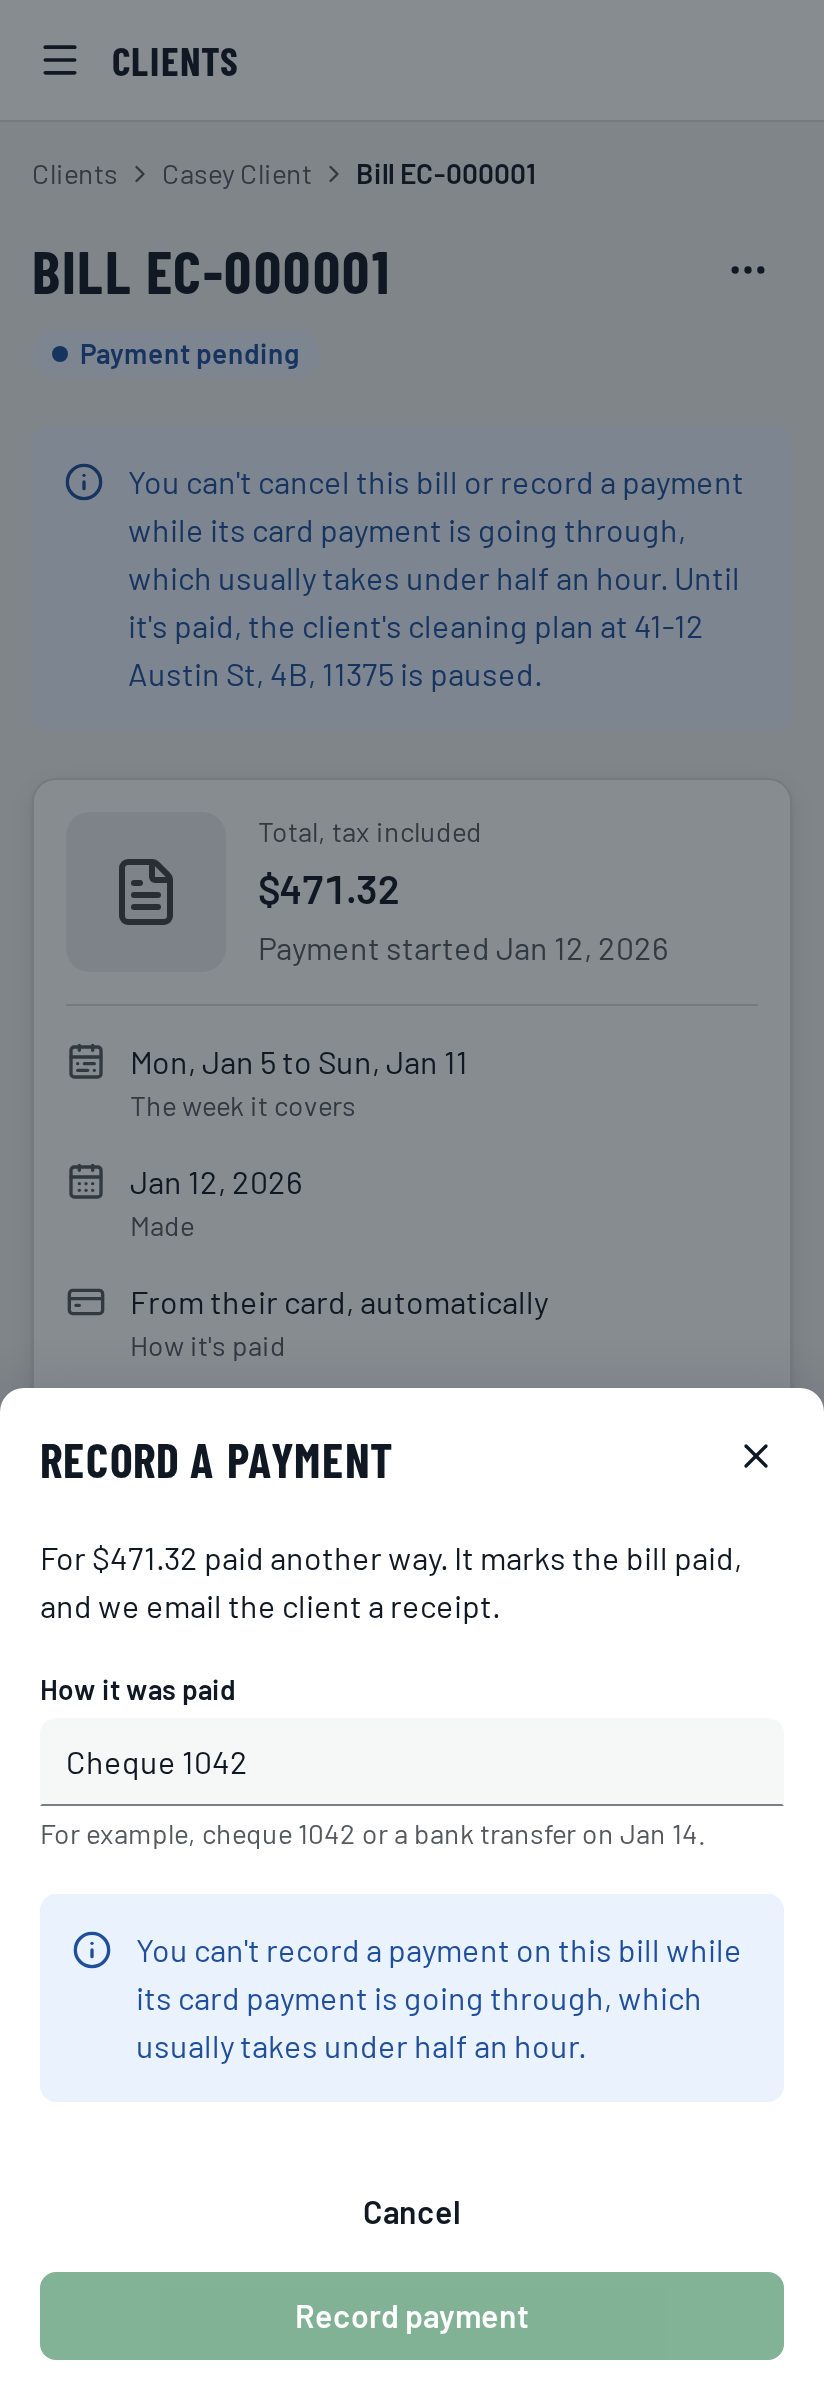 CLIENTS
Clients > Casey Client > Bill EC-000001
BILL EC-000001
Payment pending
You can't cancel this bill or record a payment
while its card payment is going through,
which usually takes under half an hour. Until
it's paid, the client's cleaning plan at 41-12
Austin St, 4B, 11375 is paused.
Total, tax included
$471.32
Payment started Jan 12, 2026
Mon, Jan 5 to Sun, Jan 11
The week it covers
Jan 12, 2026
Made
From their card, automatically
How it's paid
RECORD A PAYMENT
For $471.32 paid another way. It marks the bill paid,
and we email the client a receipt.
How it was paid
Cheque 1042
For example, cheque 1042 or a bank transfer on Jan 14.
You can't record a payment on this bill while
its card payment is going through, which
usually takes under half an hour.
Cancel
Record payment